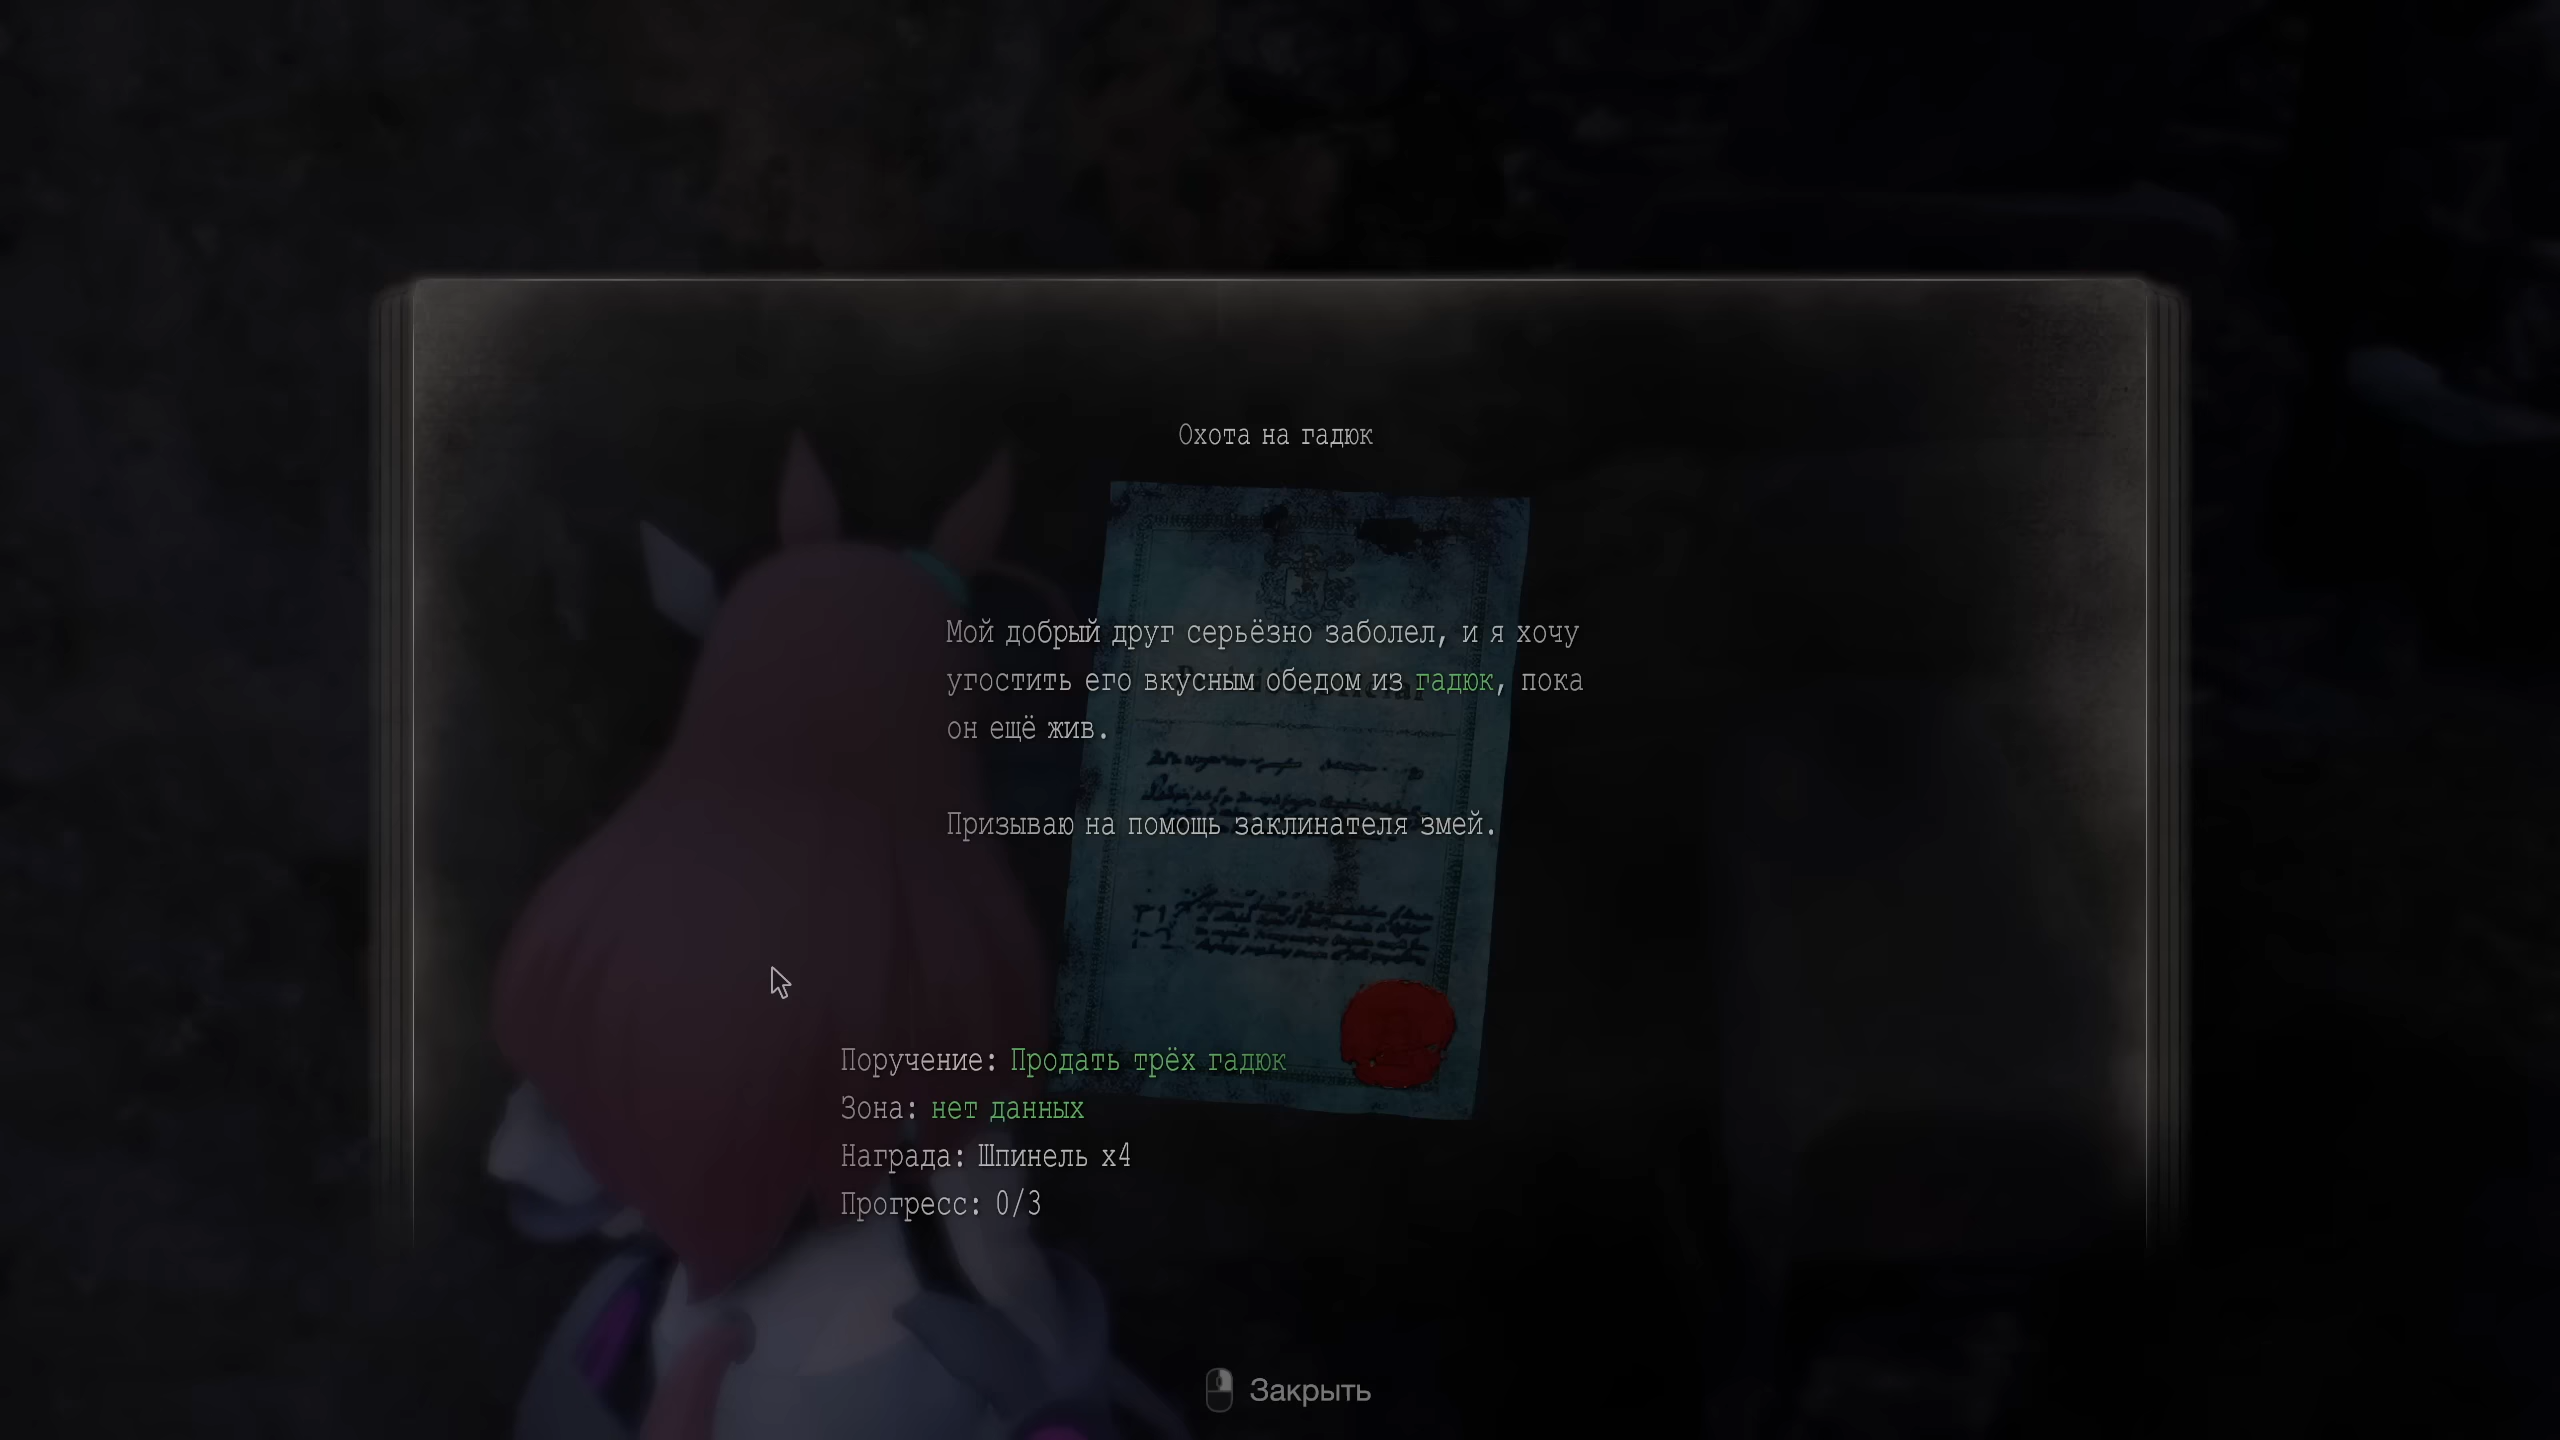 Охота на гадюк
Мой добрый друг серьёзно заболел, и я хочу
угостить его вкусным обедом из гадюк, пока
он ещё жив.
Призываю на помощь заклинателя змей.
Поручение: Продать трёх гадюк
Зона: нет данных
Награда: Шпинель x4
Прогресс: 0/3
Закрыть